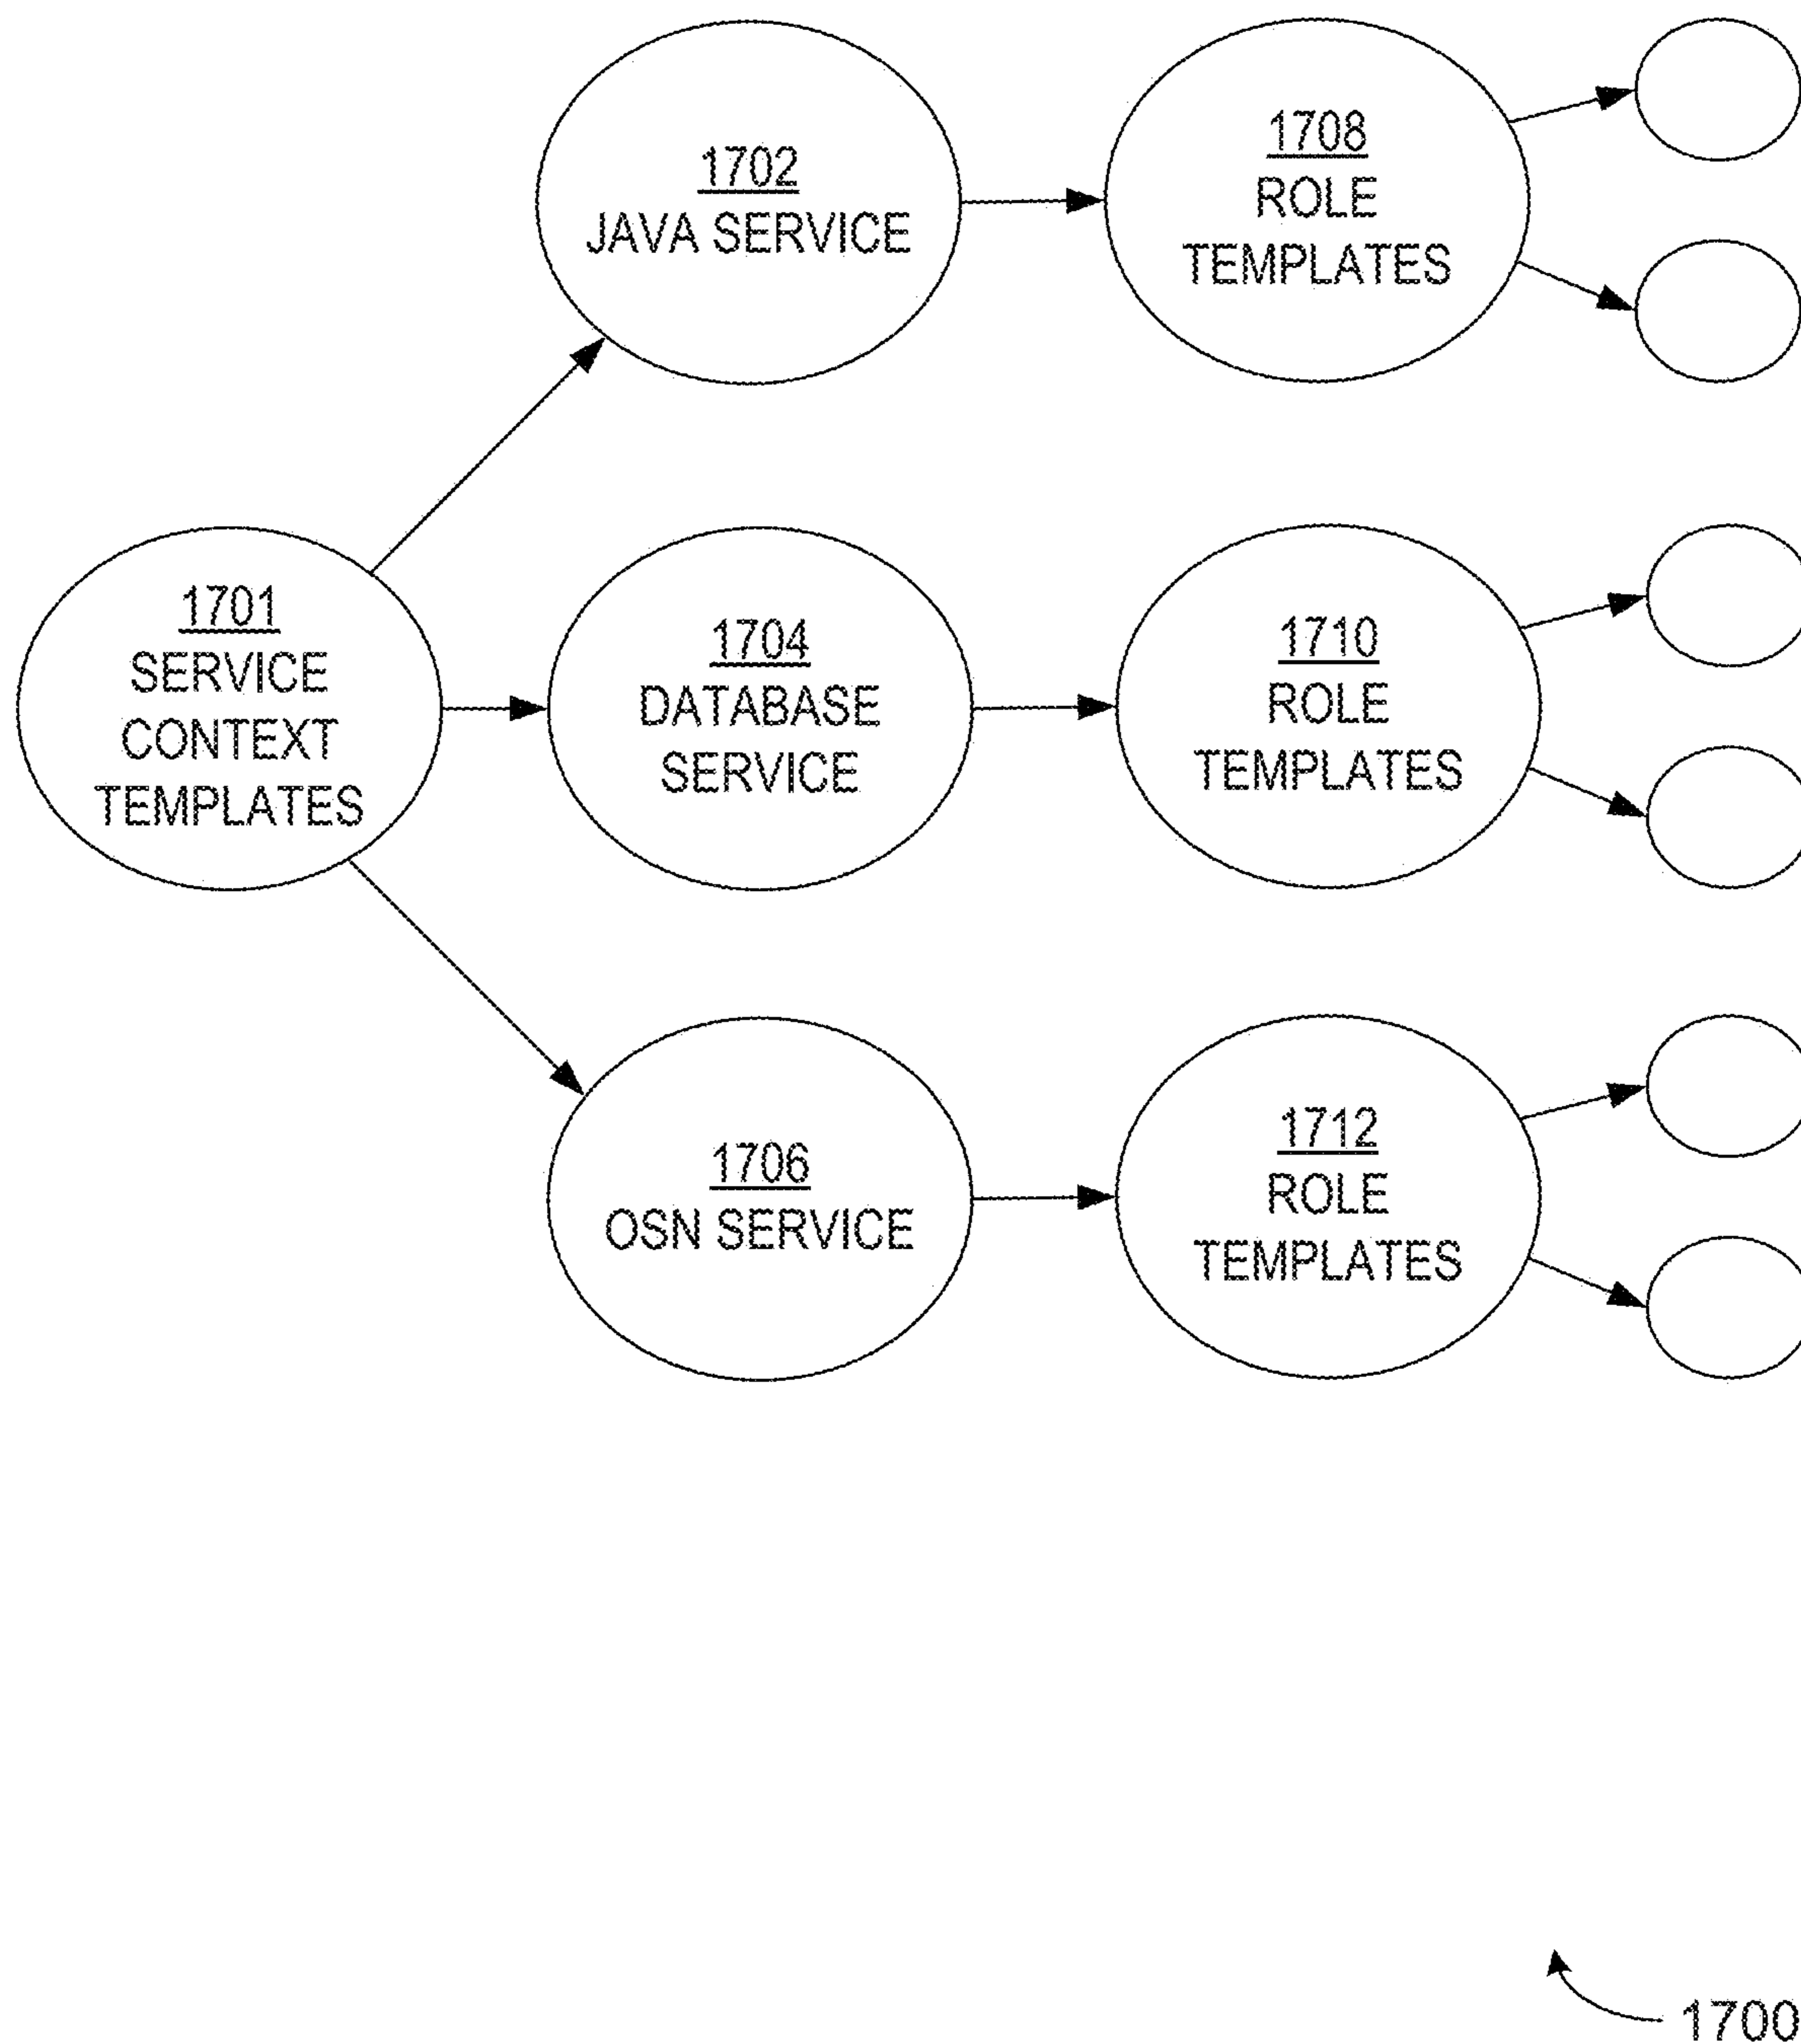 1702
JAVA SERVICE
1708
ROLE
TEMPLATES
1701
SERVICE
CONTEXT
TEMPLATES
1704
DATABASE
SERVICE
1710
ROLE
TEMPLATES
1706
OSN SERVICE
1712
ROLE
TEMPLATES
1700